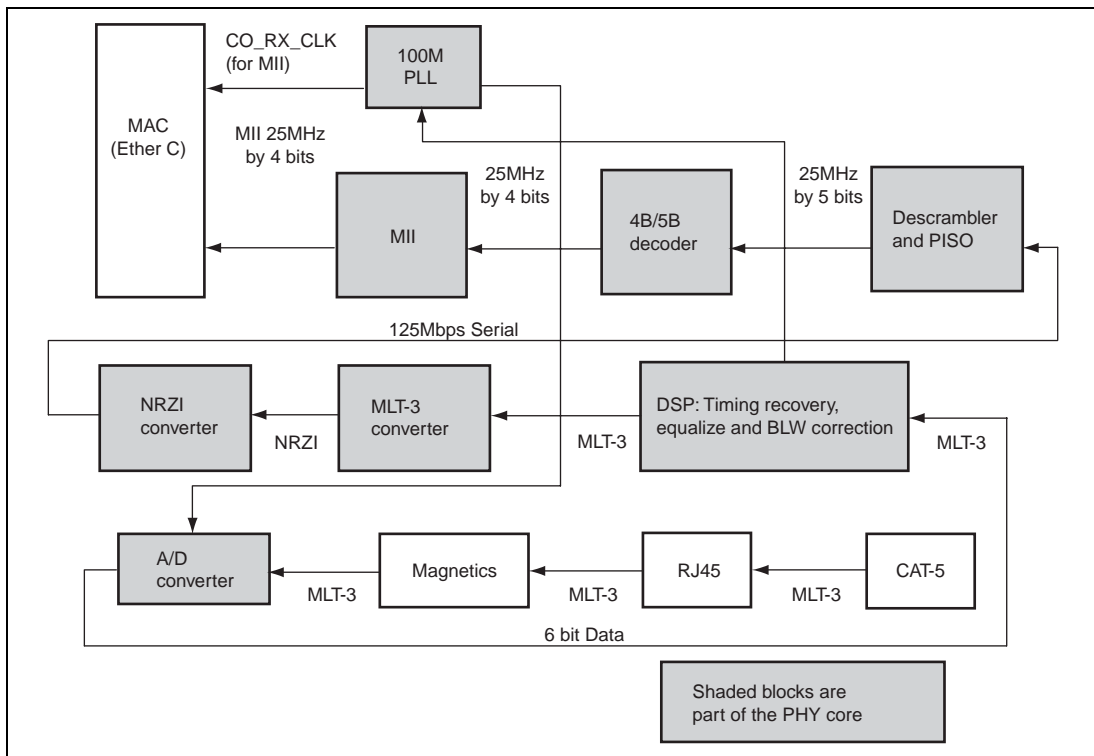 CO_RX_CLK
(for MII)
100M
PLL
MAC
(Ether C)
MII 25MHz
by 4 bits
25MHz
by 4 bits
25MHz
by 5 bits
MII
4B/5B
decoder
Descrambler
and PISO
125Mbps Serial
NRZI
converter
NRZI
MLT-3
converter
MLT-3
DSP: Timing recovery,
equalize and BLW correction
MLT-3
A/D
converter
MLT-3
Magnetics
MLT-3
RJ45
MLT-3
CAT-5
6 bit Data
Shaded blocks are
part of the PHY core